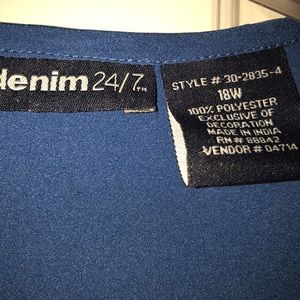 denim 24/7™
STYLE # 30-2835-4
18W
100% POLYESTER
EXCLUSIVE OF
DECORATION
MADE IN INDIA
RN# 88842
VENDOR # 04714